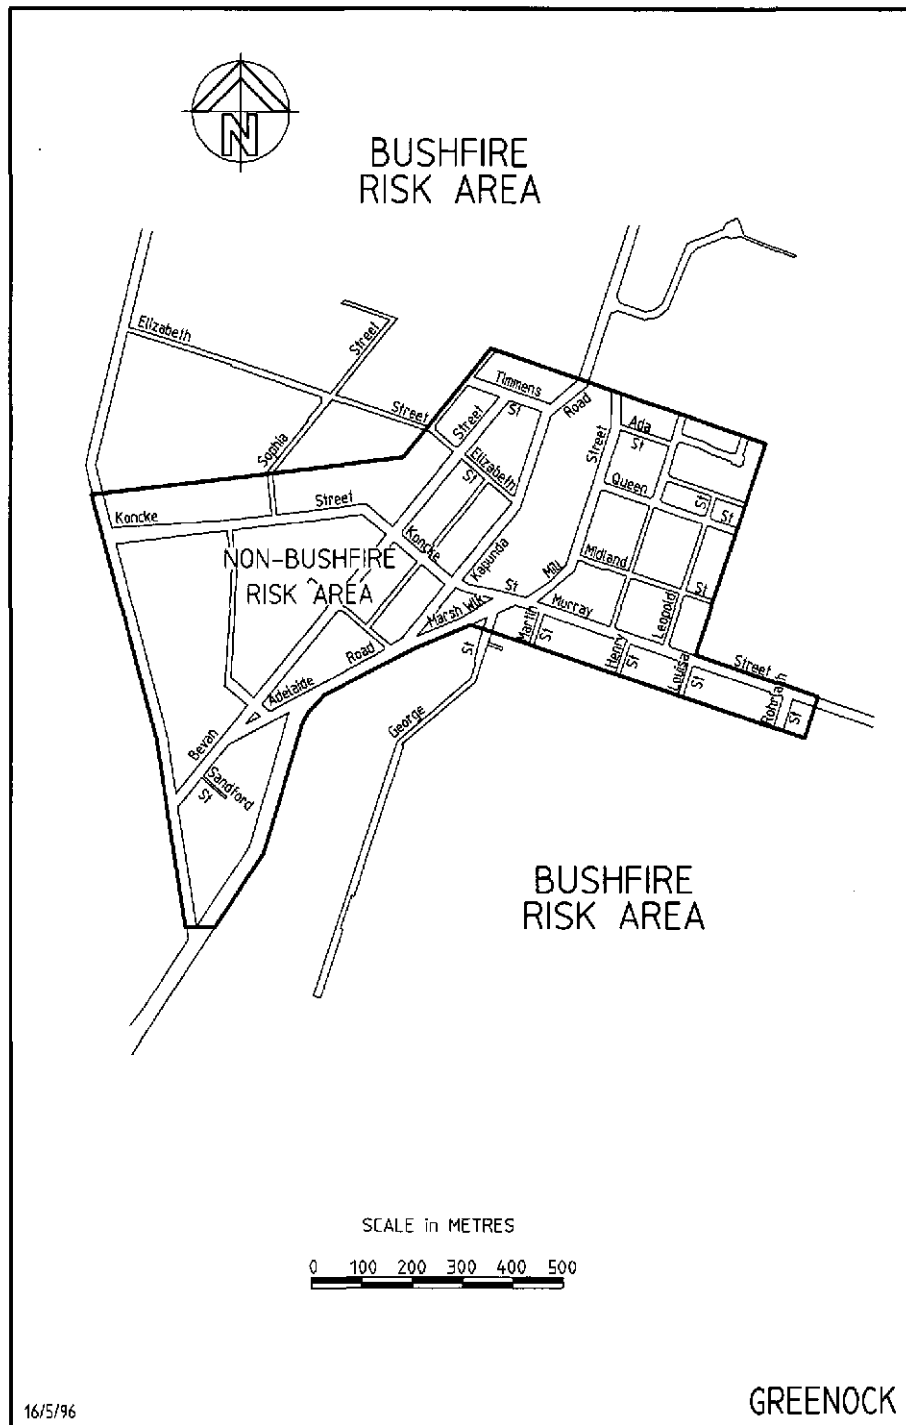 N
BUSHFIRE
RISK AREA
Elizabeth
Street
Street
Sophia
Timmens
St
Road
Street
Street
Ada
St
Elizabeth
St
Queen
St
St
Koncke
Street
Koncke
NON-BUSHFIRE
RISK AREA
Kapunda
Midland
St
Mill
St
Murray
Marsh Wlk
Martin
St
Leopold
Henry
St
Louisa
St
Street
Rohrlach
St
Adelaide
Road
St
George
Bevan
Sandford
St
BUSHFIRE
RISK AREA
SCALE in METRES
0 100 200 300 400 500
16/5/96
GREENOCK